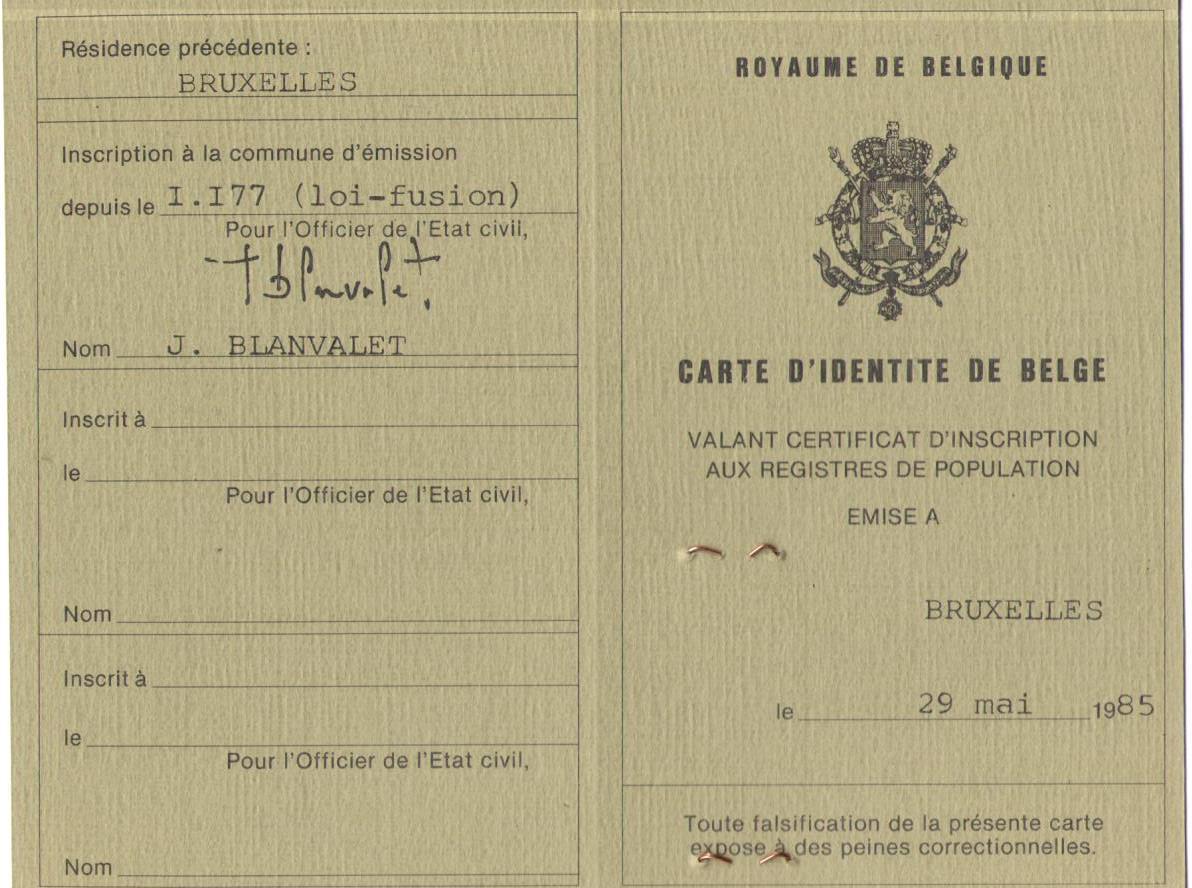 Résidence précédente :
BRUXELLES
Inscription à la commune d'émission
depuis le I.I77 (loi-fusion)
Pour l'Officier de l'Etat civil,
Nom J. BLANVALET
Inscrit à
le
Pour l'Officier de l'Etat civil,
Nom
Inscrit à
le
Pour l'Officier de l'Etat civil,
Nom
ROYAUME DE BELGIQUE
CARTE D'IDENTITE DE BELGE
VALANT CERTIFICAT D'INSCRIPTION
AUX REGISTRES DE POPULATION
EMISE A
BRUXELLES
le 29 mai 1985
Toute falsification de la présente carte
expose à des peines correctionnelles.